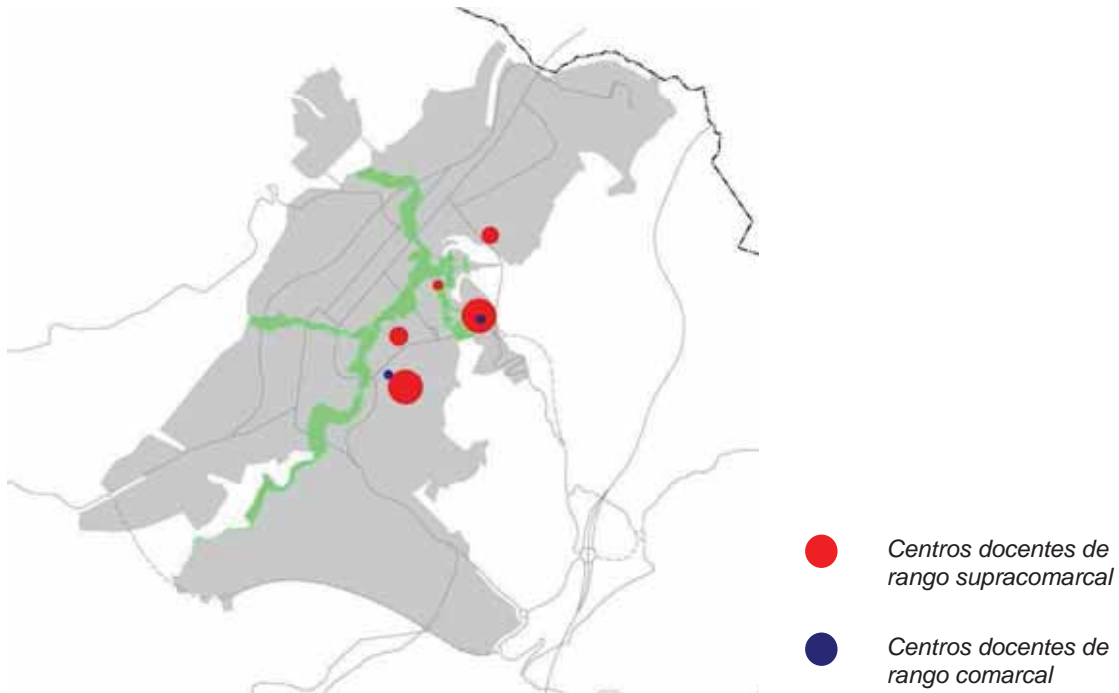 Centros docentes de
rango supracomarcal
Centros docentes de
rango comarcal